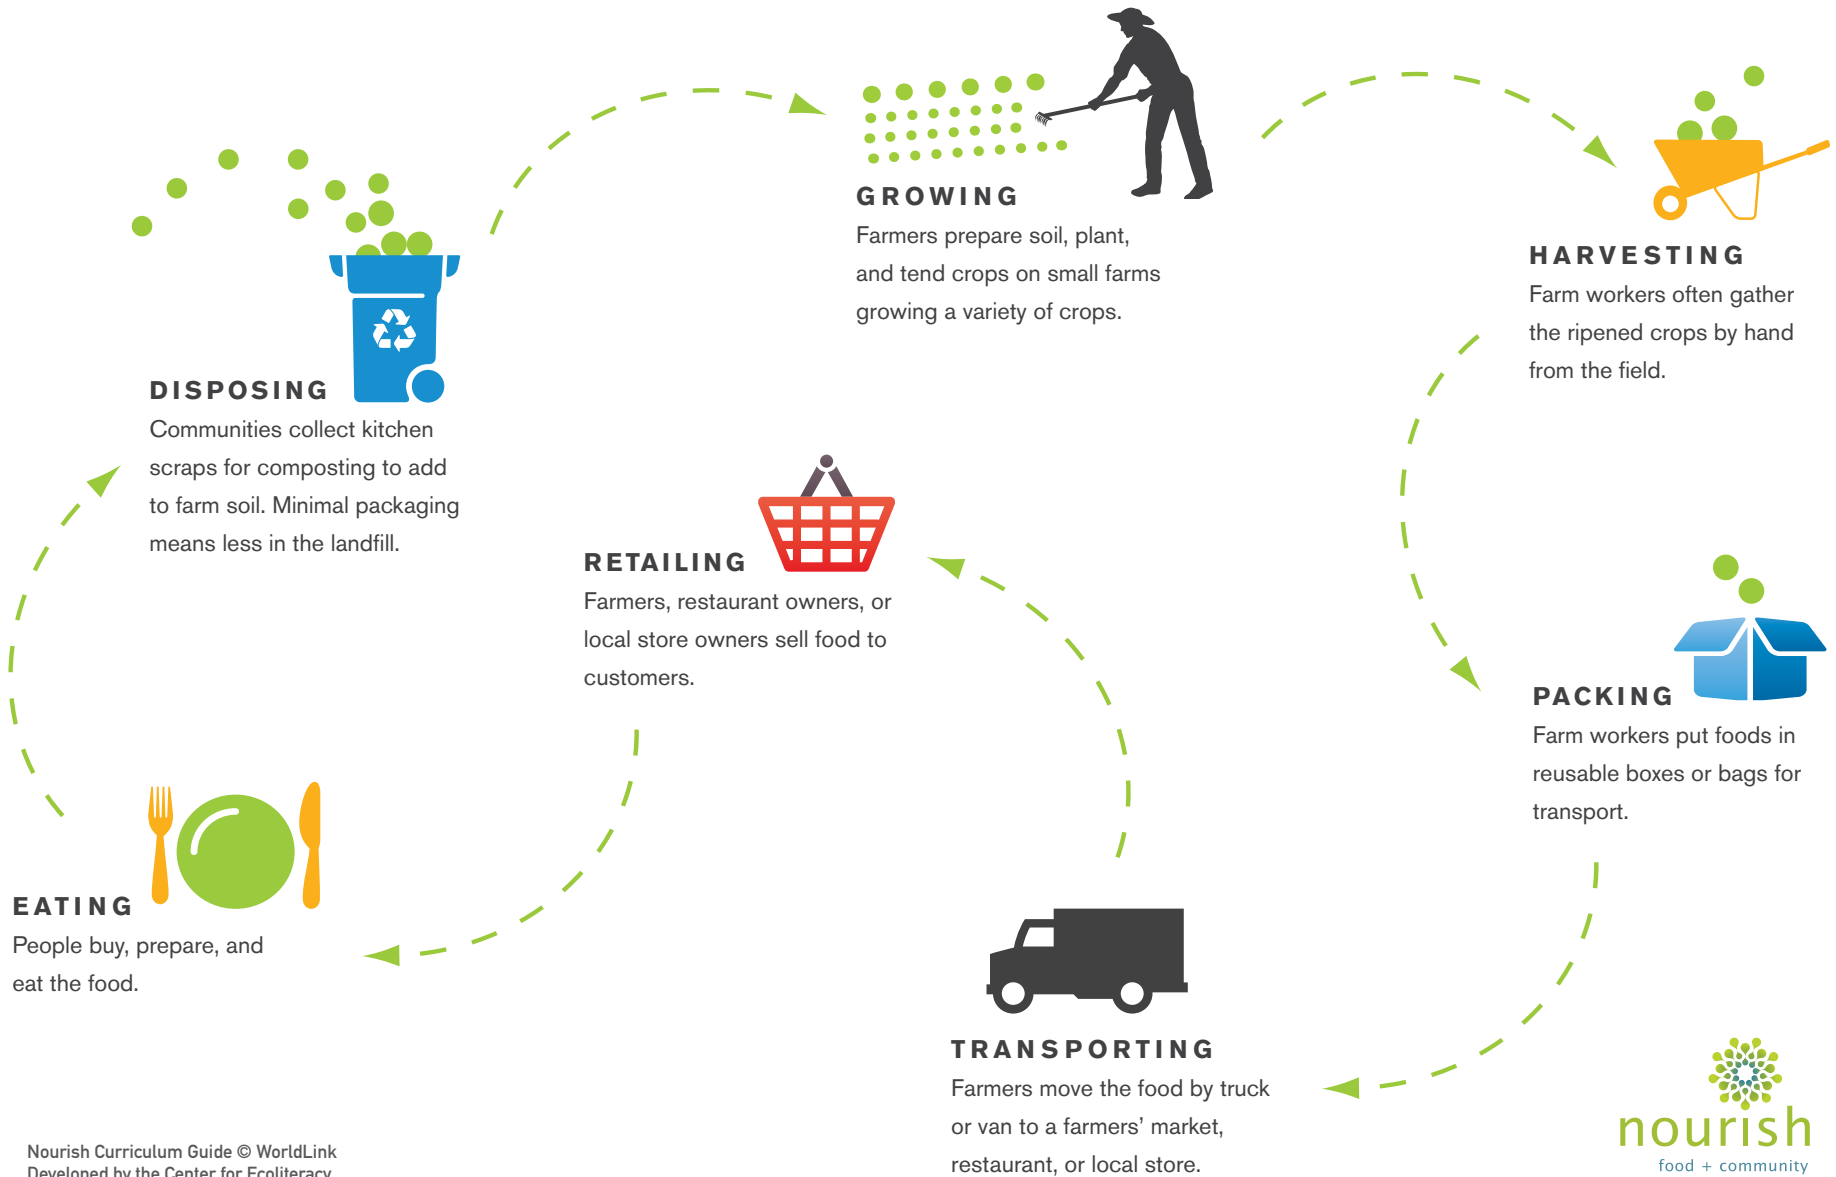 GROWING
Farmers prepare soil, plant,
and tend crops on small farms
growing a variety of crops.
HARVESTING
Farm workers often gather
the ripened crops by hand
from the field.
PACKING
Farm workers put foods in
reusable boxes or bags for
transport.
TRANSPORTING
Farmers move the food by truck
or van to a farmers’ market,
restaurant, or local store.
RETAILING
Farmers, restaurant owners, or
local store owners sell food to
customers.
EATING
People buy, prepare, and
eat the food.
DISPOSING
Communities collect kitchen
scraps for composting to add
to farm soil. Minimal packaging
means less in the landfill.
Nourish Curriculum Guide © WorldLink
Developed by the Center for Ecoliteracy
nourish
food + community